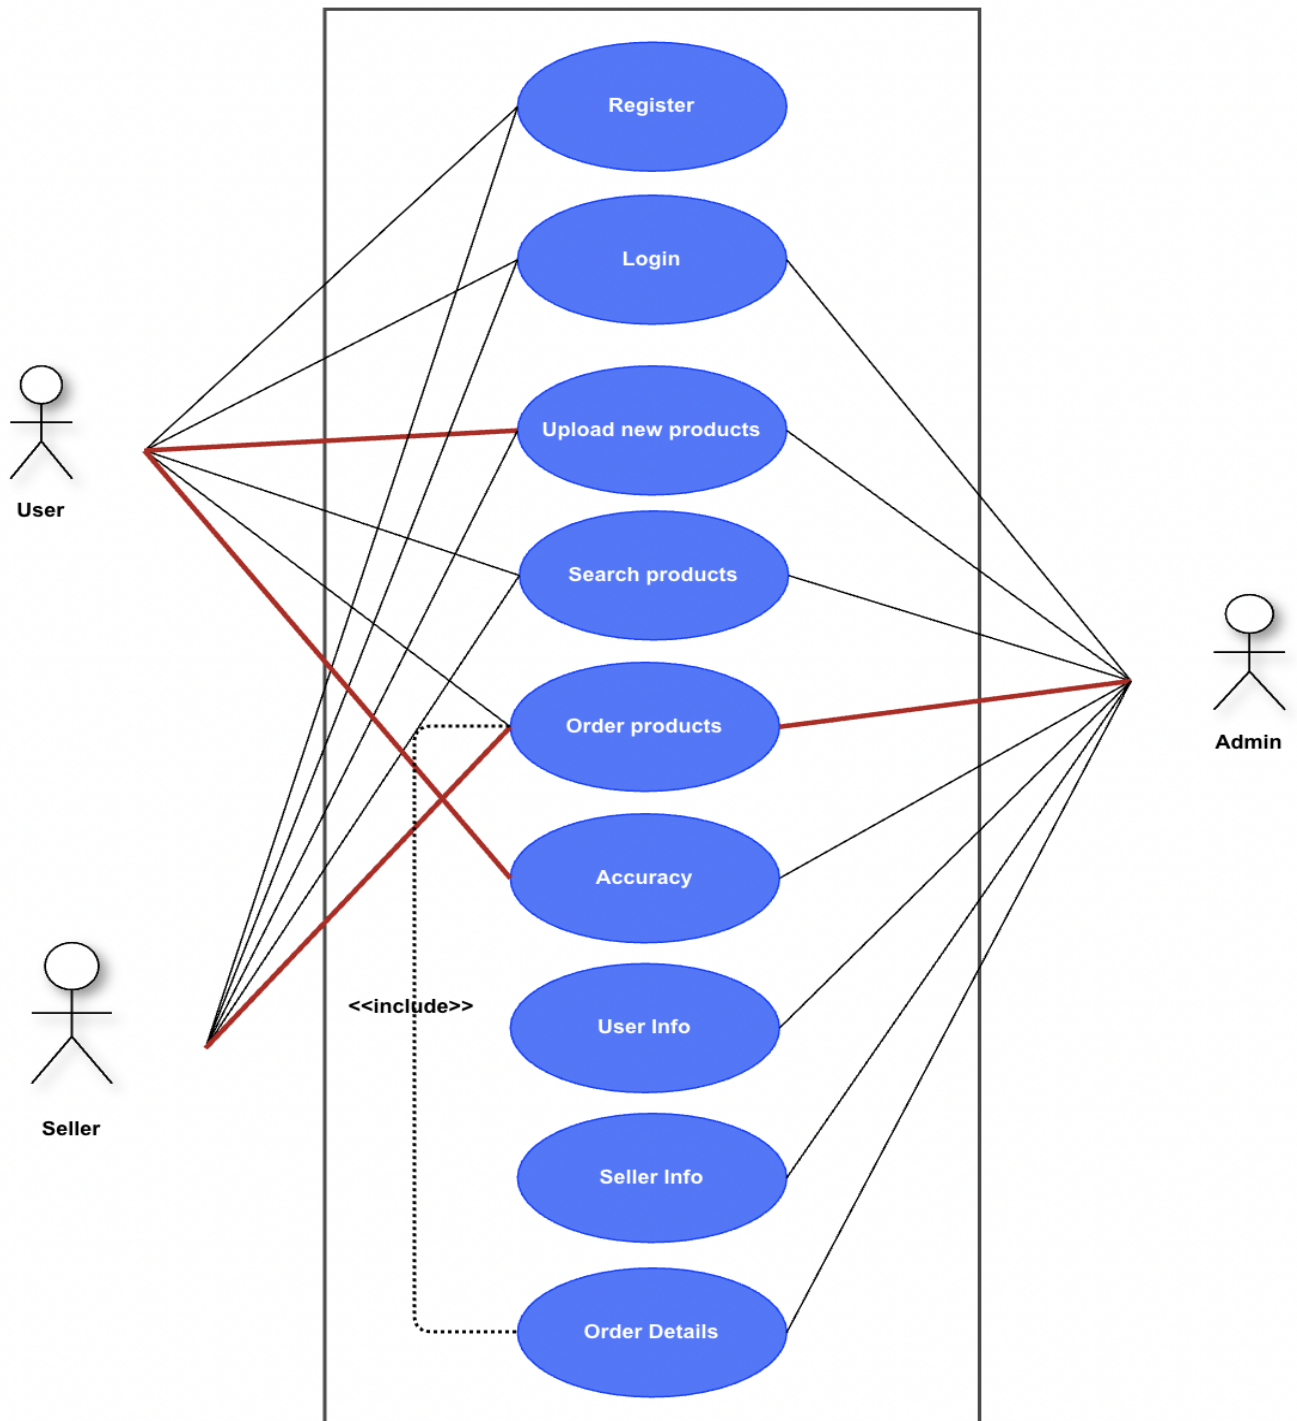 Register
Login
Upload new products
Search products
User
Order products
Admin
Accuracy
<<include>>
User Info
Seller
Seller Info
Order Details